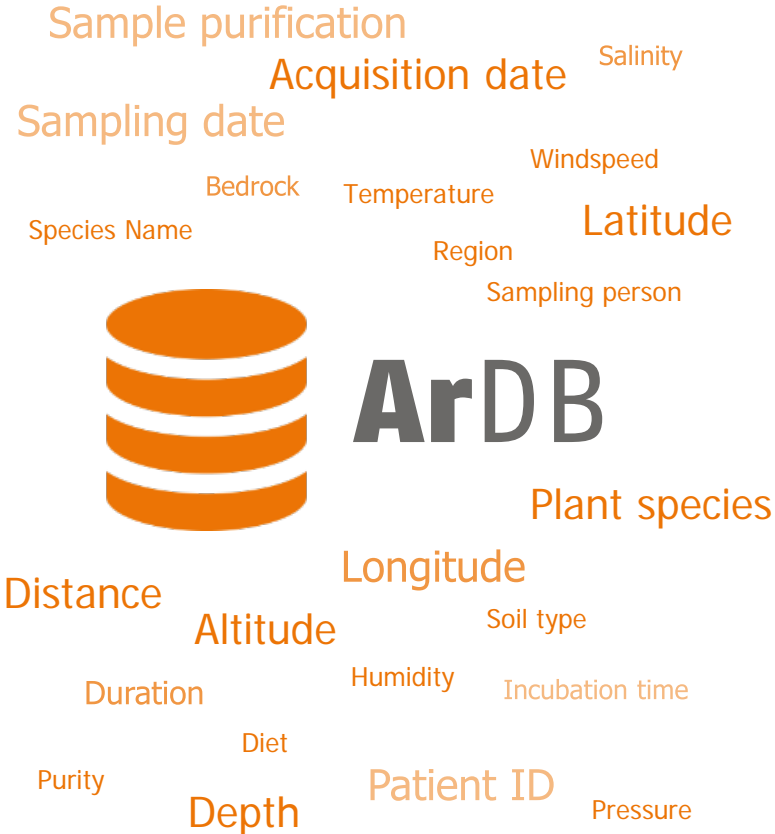 Sample purification
Salinity
Acquisition date
Sampling date
Windspeed
Bedrock
Temperature
Latitude
Species Name
Region
Sampling person
ArDB
Plant species
Longitude
Distance
Soil type
Altitude
Humidity
Incubation time
Duration
Diet
Purity
Patient ID
Depth
Pressure